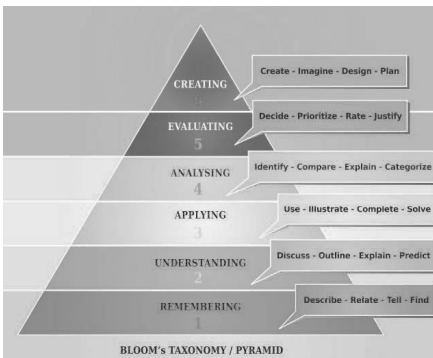 CREATING
Create - Imagine - Design - Plan
EVALUATING
5
Decide - Prioritize - Rate - Justify
ANALYSING
4
Identify - Compare - Explain - Categorize
APPLYING
3
Use - Illustrate - Complete - Solve
UNDERSTANDING
2
Discuss - Outline - Explain - Predict
REMEMBERING
1
Describe - Relate - Tell - Find
BLOOM's TAXONOMY / PYRAMID